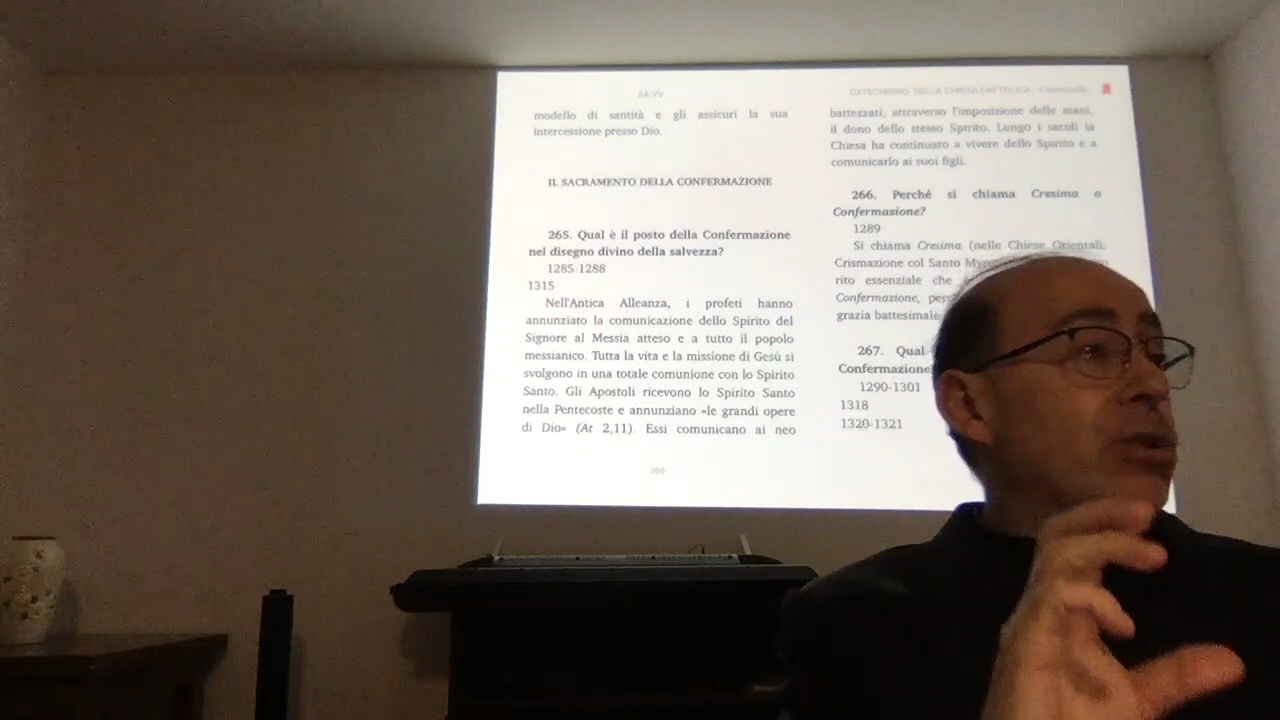 AA.VV
modello di santità e gli assicuri la sua
intercessione presso Dio.
IL SACRAMENTO DELLA CONFERMAZIONE
265. Qual è il posto della Confermazione
nel disegno divino della salvezza?
1285-1288
1315
Nell'Antica Alleanza, i profeti hanno
annunziato la comunicazione dello Spirito del
Signore al Messia atteso e a tutto il popolo
messianico. Tutta la vita e la missione di Gesù si
svolgono in una totale comunione con lo Spirito
Santo. Gli Apostoli ricevono lo Spirito Santo
nella Pentecoste e annunziano «le grandi opere
di Dio» (At 2,11). Essi comunicano ai neo
CATECHISMO DELLA CHIESA CATTOLICA
battezzati, attraverso l'imposizione delle mani,
il dono dello stesso Spirito. Lungo i secoli la
Chiesa ha continuato a vivere dello Spirito e a
comunicarlo ai suoi figli.
266. Perché si chiama Cresima o
Confermazione?
1289
Si chiama Cresima (nelle Chiese Orientali:
Crismazione col Santo
rito essenziale che
Confermazione,
grazia battesimale
267. Qual
Confermazione
1290-1301
1318
1320-1321